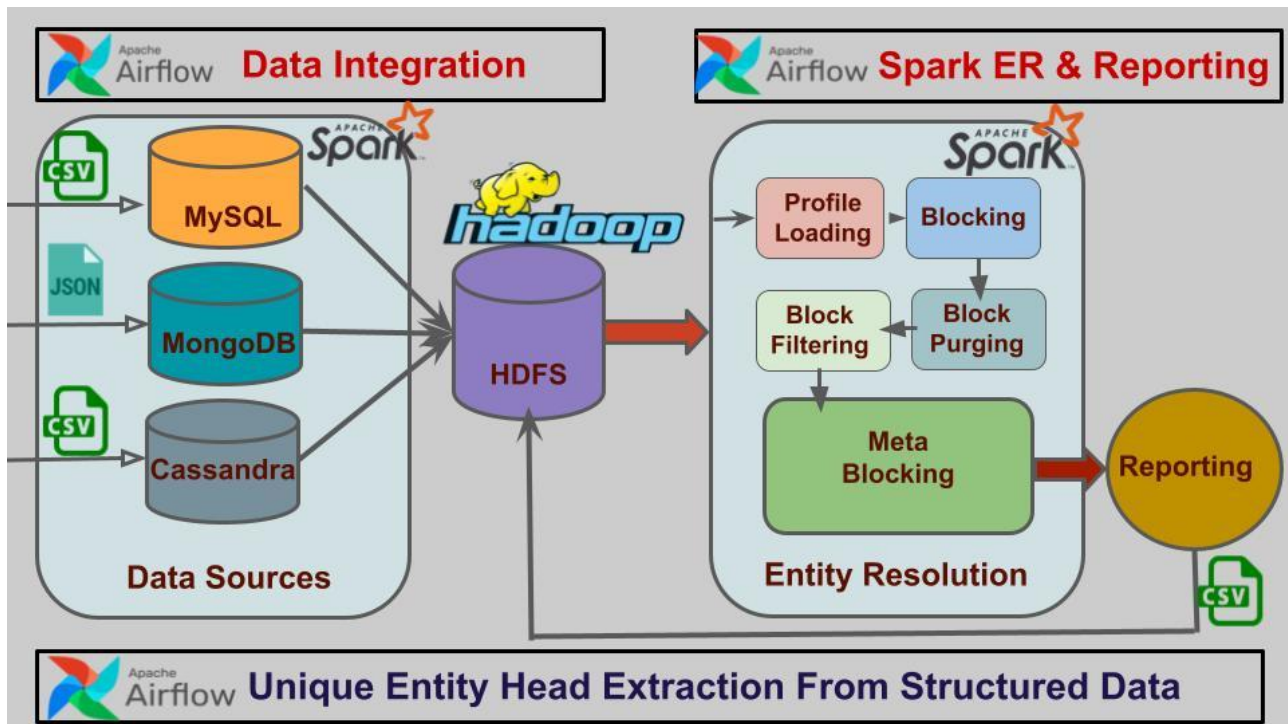 Apache
Airflow
Data Integration
Apache
Airflow
Spark ER & Reporting
CSV
APACHE
Spark
TM
MySQL
JSON
MongoDB
CSV
Cassandra
Data Sources
hadoop
HDFS
APACHE
Spark
TM
Profile
Loading
Blocking
Block
Filtering
Block
Purging
Meta
Blocking
Entity Resolution
Reporting
CSV
Apache
Airflow
Unique Entity Head Extraction From Structured Data